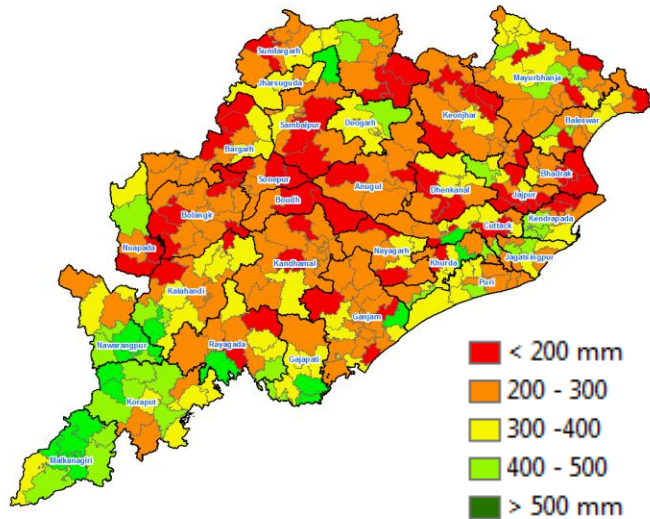 Sundargarh
Mayurbhanja
Jharsuguda
Keonjhar
Deogarh
Baleswar
Sambalpur
Bargarh
Bhadrak
Sonepur
Anugul
Dhenkanal
Jajpur
Boudh
Bolangir
Kendrapada
Cuttack
Nuapada
Nayagarh
Khurda
Jagatsingpur
Kandhamal
Puri
Kalahandi
Ganjam
Nawarangpur
Rayagada
Gajapati
Koraput
Malkanagiri
< 200 mm
200 - 300
300 -400
400 - 500
> 500 mm